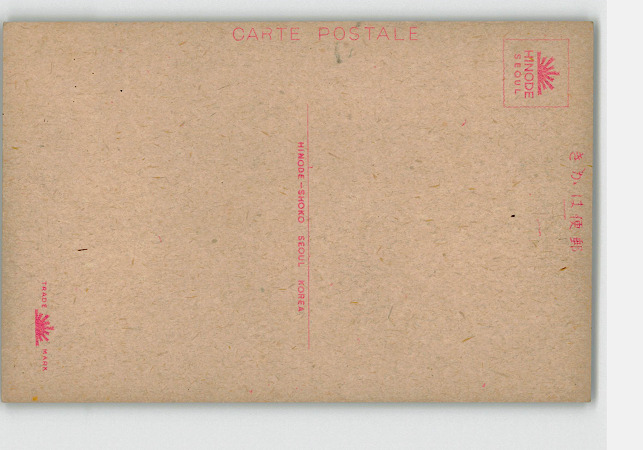 CARTE POSTALE
HINODE
SEOUL
きかは便郵
HINODE-SHOKO SEOUL KOREA
TRADE
MARK